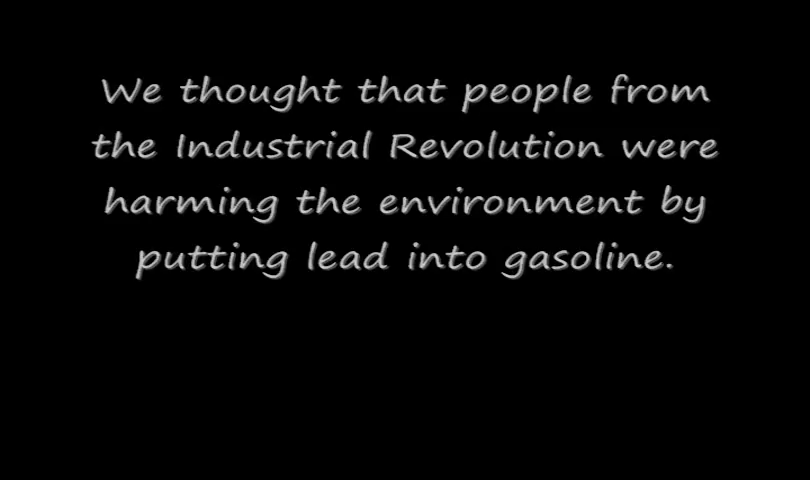 We thought that people from
the Industrial Revolution were
harming the environment by
putting lead into gasoline.